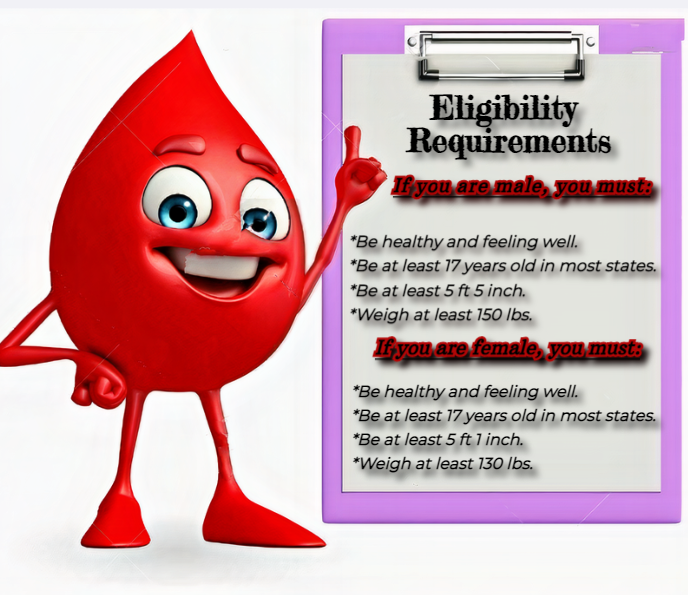 Eligibility
Requirements
If you are male, you must:
*Be healthy and feeling well.
*Be at least 17 years old in most states.
*Be at least 5 ft 5 inch.
*Weigh at least 150 lbs.
If you are female, you must:
*Be healthy and feeling well.
*Be at least 17 years old in most states.
*Be at least 5 ft 1 inch.
*Weigh at least 130 lbs.